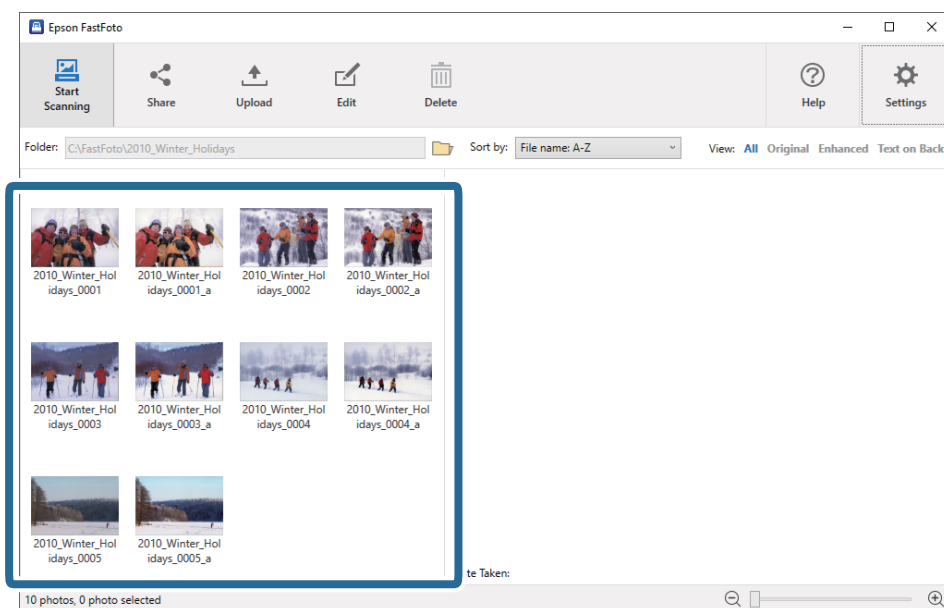 Epson FastFoto
Start
Scanning
Share
Upload
Edit
Delete
Help
Settings
Folder: C:\FastFoto\2010_Winter_Holidays
Sort by: File name: A-Z
View: All Original Enhanced Text on Back
2010_Winter_Hol
idays_0001
2010_Winter_Hol
idays_0001_a
2010_Winter_Hol
idays_0002
2010_Winter_Hol
idays_0002_a
2010_Winter_Hol
idays_0003
2010_Winter_Hol
idays_0003_a
2010_Winter_Hol
idays_0004
2010_Winter_Hol
idays_0004_a
2010_Winter_Hol
idays_0005
2010_Winter_Hol
idays_0005_a
te Taken:
10 photos, 0 photo selected